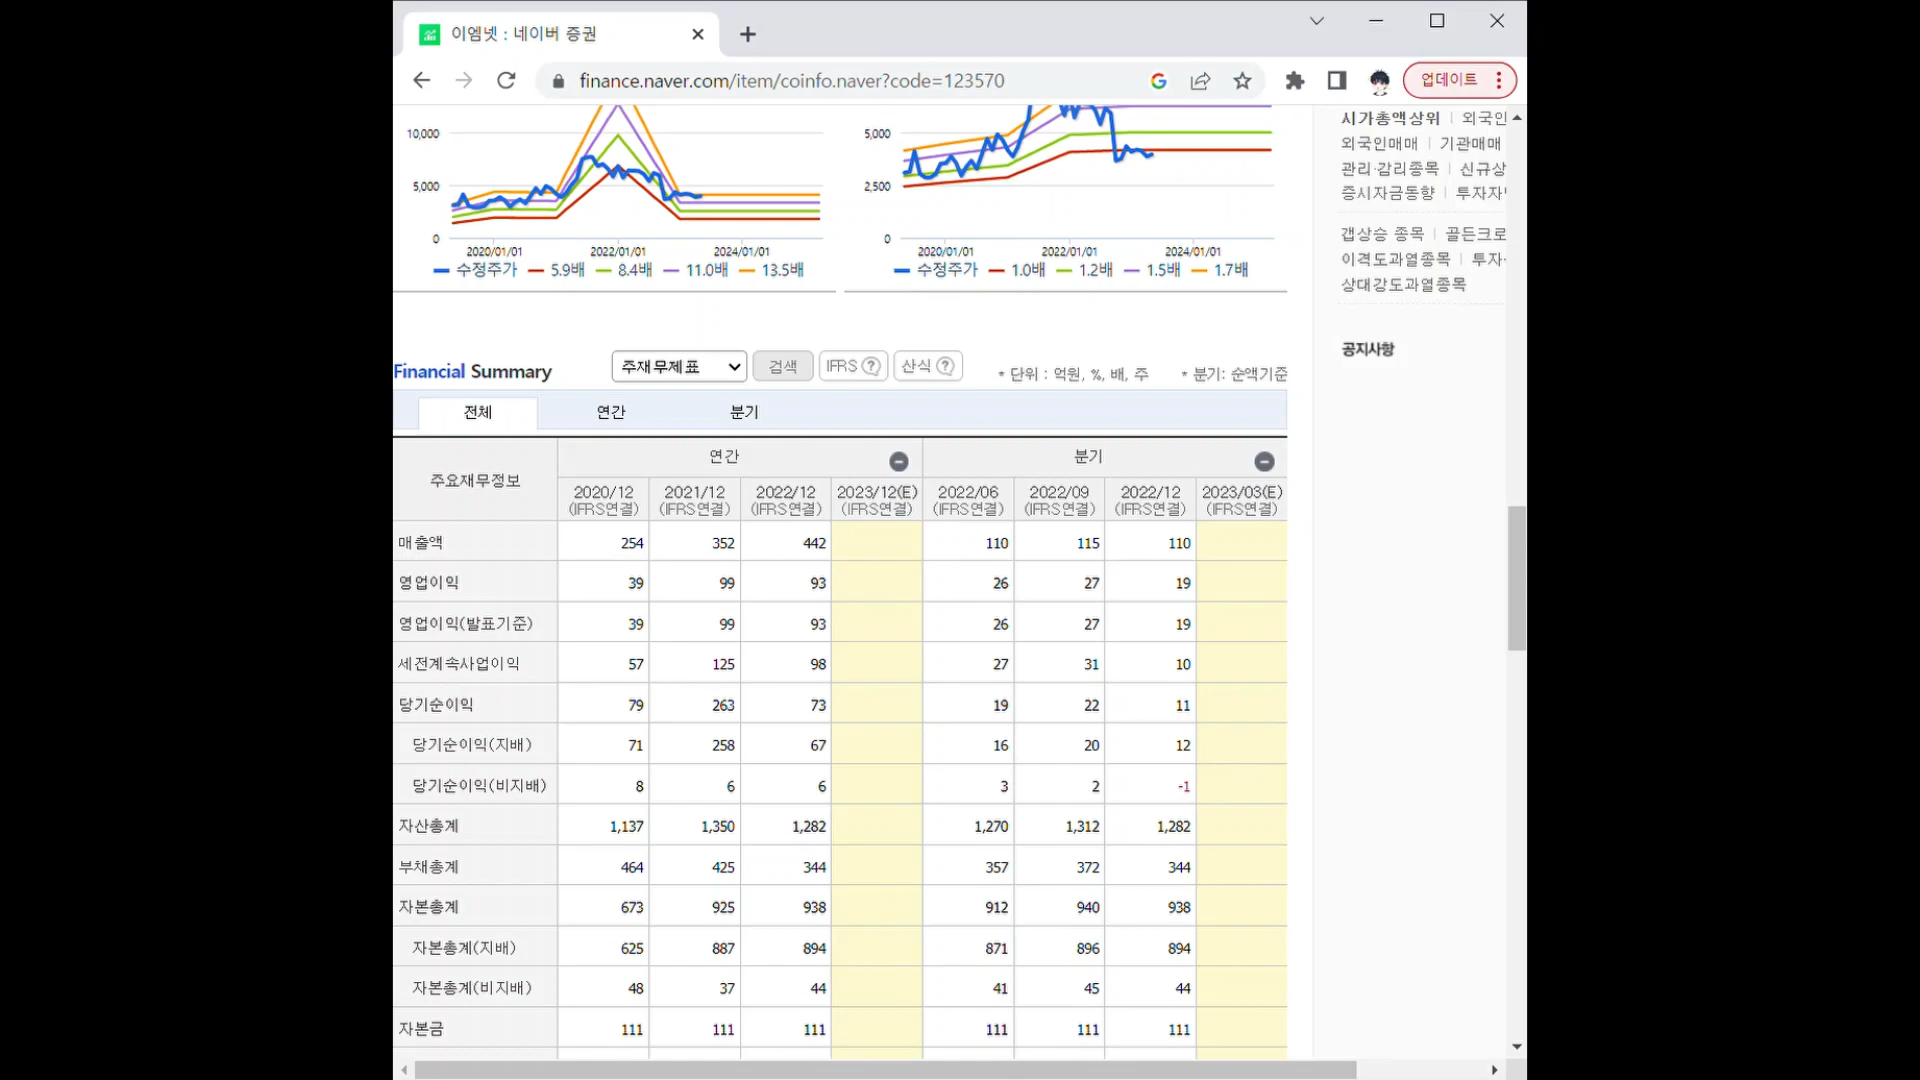 이엠넷 : 네이버 증권
finance.naver.com/item/coinfo.naver?code=123570
업데이트
10,000
5,000
0
2020/01/01 2022/01/01 2024/01/01
수정주가 5.9배 8.4배 11.0배 13.5배
5,000
2,500
0
2020/01/01 2022/01/01 2024/01/01
수정주가 1.0배 1.2배 1.5배 1.7배
시가총액상위 외국인
외국인매매 기관매매
관리·감리종목 신규상
증시자금동향 투자자
갭상승 종목 골든크로
이격도과열종목 투자
상대강도과열종목
공지사항
Financial Summary 주재무제표 검색 IFRS ? 산식 ? * 단위 : 억원, %, 배, 주 * 분기: 순액기준
전체 연간 분기
주요재무정보 연간 분기
2020/12 2021/12 2022/12 2023/12(E) 2022/06 2022/09 2022/12 2023/03(E)
(IFRS연결) (IFRS연결) (IFRS연결) (IFRS연결) (IFRS연결) (IFRS연결) (IFRS연결) (IFRS연결)
매출액 254 352 442 110 115 110
영업이익 39 99 93 26 27 19
영업이익(발표기준) 39 99 93 26 27 19
세전계속사업이익 57 125 98 27 31 10
당기순이익 79 263 73 19 22 11
당기순이익(지배) 71 258 67 16 20 12
당기순이익(비지배) 8 6 6 3 2 -1
자산총계 1,137 1,350 1,282 1,270 1,312 1,282
부채총계 464 425 344 357 372 344
자본총계 673 925 938 912 940 938
자본총계(지배) 625 887 894 871 896 894
자본총계(비지배) 48 37 44 41 45 44
자본금 111 111 111 111 111 111